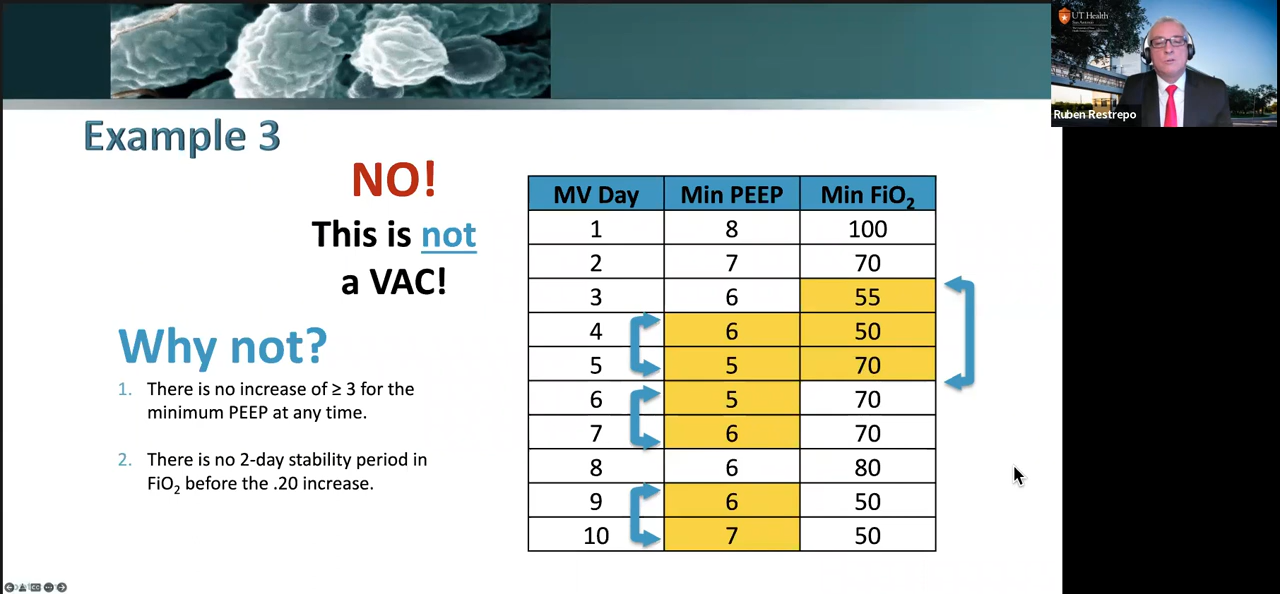 UT Health
San Antonio
Ruben Restrepo
Example 3
NO!
This is not
a VAC!
Why not?
1. There is no increase of ≥ 3 for the
minimum PEEP at any time.
2. There is no 2-day stability period in
FiO₂ before the .20 increase.
MV Day Min PEEP Min FiO₂
1 8 100
2 7 70
3 6 55
4 6 50
5 5 70
6 5 70
7 6 70
8 6 80
9 6 50
10 7 50